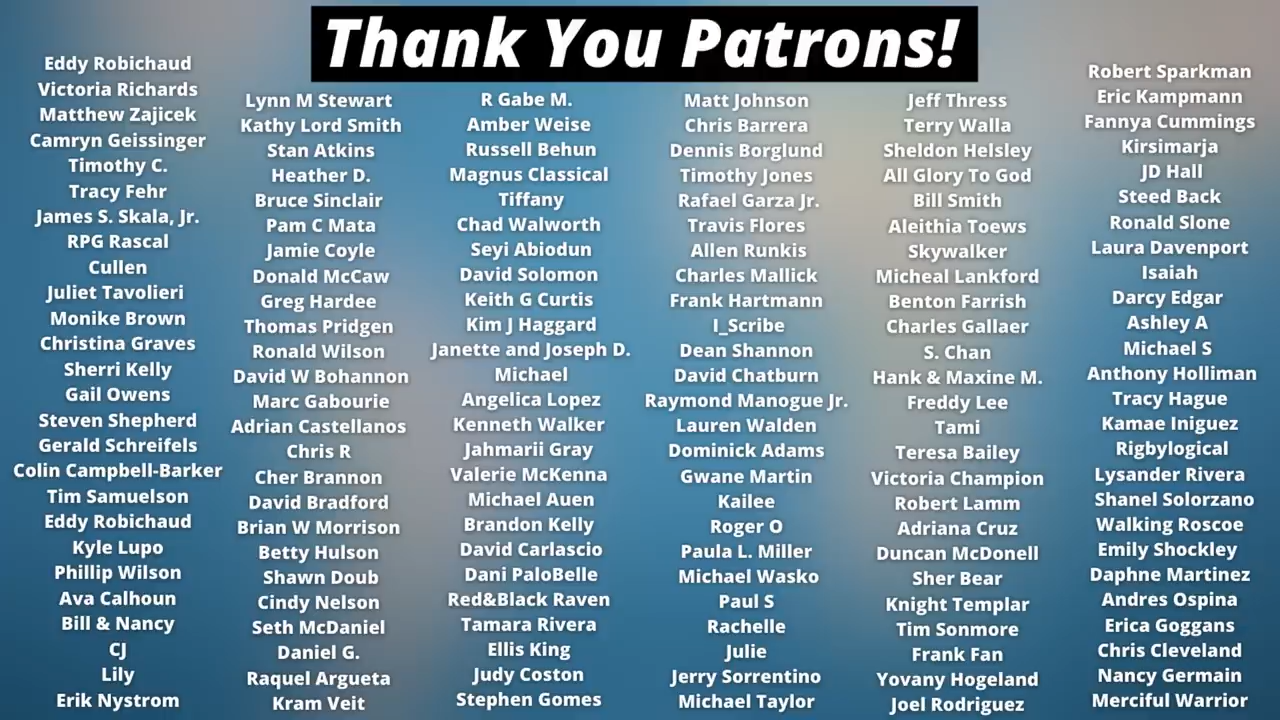 Thank You Patrons!
Eddy Robichaud
Victoria Richards
Matthew Zajicek
Camryn Geissinger
Timothy C.
Tracy Fehr
James S. Skala, Jr.
RPG Rascal
Cullen
Juliet Tavolieri
Monike Brown
Christina Graves
Sherri Kelly
Gail Owens
Steven Shepherd
Gerald Schreifels
Colin Campbell-Barker
Tim Samuelson
Eddy Robichaud
Kyle Lupo
Phillip Wilson
Ava Calhoun
Bill & Nancy
CJ
Lily
Erik Nystrom
Lynn M Stewart
Kathy Lord Smith
Stan Atkins
Heather D.
Bruce Sinclair
Pam C Mata
Jamie Coyle
Donald McCaw
Greg Hardee
Thomas Pridgen
Ronald Wilson
David W Bohannon
Marc Gabourie
Adrian Castellanos
Chris R
Cher Brannon
David Bradford
Brian W Morrison
Betty Hulson
Shawn Doub
Cindy Nelson
Seth McDaniel
Daniel G.
Raquel Argueta
Kram Veit
R Gabe M.
Amber Weise
Russell Behun
Magnus Classical
Tiffany
Chad Walworth
Seyi Abiodun
David Solomon
Keith G Curtis
Kim J Haggard
Janette and Joseph D.
Michael
Angelica Lopez
Kenneth Walker
Jahmarii Gray
Valerie McKenna
Michael Auen
Brandon Kelly
David Carlascio
Dani PaloBelle
Red&Black Raven
Tamara Rivera
Ellis King
Judy Coston
Stephen Gomes
Matt Johnson
Chris Barrera
Dennis Borglund
Timothy Jones
Rafael Garza Jr.
Travis Flores
Allen Runkis
Charles Mallick
Frank Hartmann
I_Scribe
Dean Shannon
David Chatburn
Raymond Manogue Jr.
Lauren Walden
Dominick Adams
Gwane Martin
Kailee
Roger O
Paula L. Miller
Michael Wasko
Paul S
Rachelle
Julie
Jerry Sorrentino
Michael Taylor
Jeff Thress
Terry Walla
Sheldon Helsley
All Glory To God
Bill Smith
Aleithia Toews
Skywalker
Micheal Lankford
Benton Farrish
Charles Gallaer
S. Chan
Hank & Maxine M.
Freddy Lee
Tami
Teresa Bailey
Victoria Champion
Robert Lamm
Adriana Cruz
Duncan McDonell
Sher Bear
Knight Templar
Tim Sonmore
Frank Fan
Yovany Hogeland
Joel Rodriguez
Robert Sparkman
Eric Kampmann
Fannya Cummings
Kirsimarja
JD Hall
Steed Back
Ronald Slone
Laura Davenport
Isaiah
Darcy Edgar
Ashley A
Michael S
Anthony Holliman
Tracy Hague
Kamae Iniguez
Rigbylogical
Lysander Rivera
Shanel Solorzano
Walking Roscoe
Emily Shockley
Daphne Martinez
Andres Ospina
Erica Goggans
Chris Cleveland
Nancy Germain
Merciful Warrior